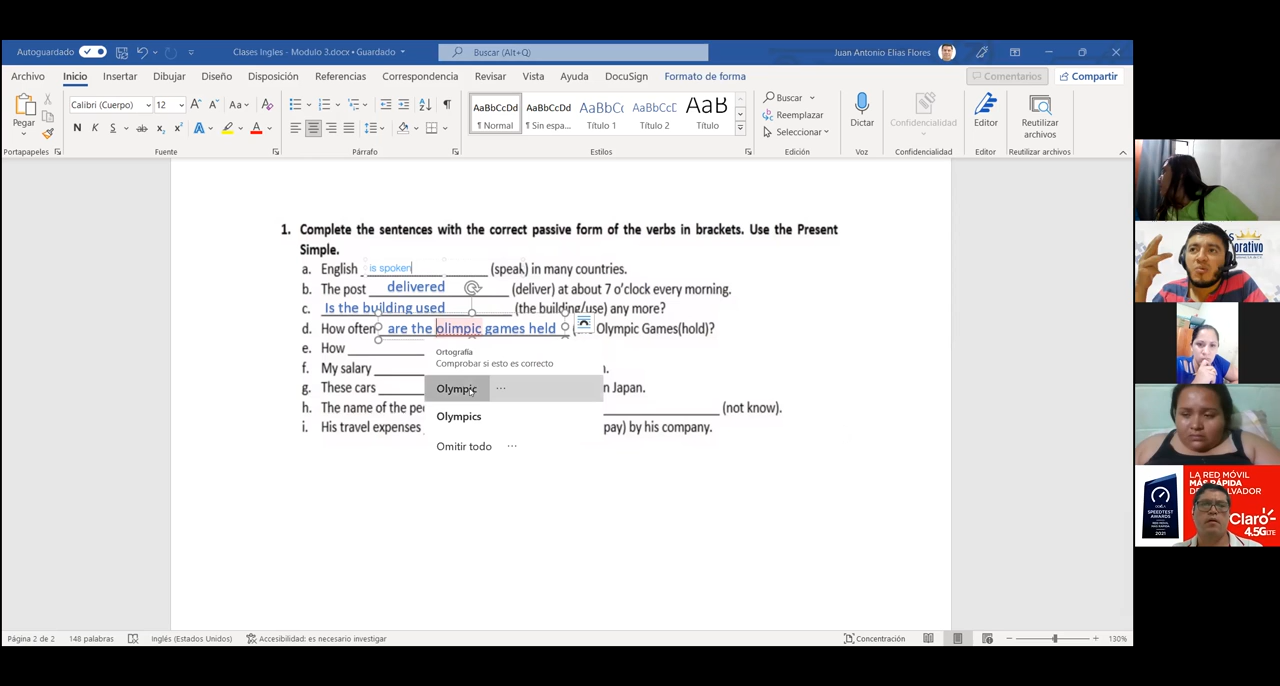 Autoguardado
Clases Ingles - Modulo 3.docx • Guardado
Buscar (Alt+Q)
Juan Antonio Elias Flores
Archivo Inicio Insertar Dibujar Diseño Disposición Referencias Correspondencia Revisar Vista Ayuda DocuSign Formato de forma
Comentarios Compartir
Pegar
Portapapeles
Calibri (Cuerpo) 12
Fuente
Párrafo
AaBbCcDd AaBbCcDd AaBbCc AaBbCcD AaB
¶ Normal ¶ Sin espa... Título 1 Título 2 Título
Estilos
Buscar
Reemplazar
Seleccionar
Edición
Dictar
Voz
Confidencialidad
Confidencialidad
Editor
Editor
Reutilizar archivos
Reutilizar archivos
1. Complete the sentences with the correct passive form of the verbs in brackets. Use the Present
Simple.
a. English is spoken (speak) in many countries.
b. The post delivered (deliver) at about 7 o'clock every morning.
c. Is the building used (the building/use) any more?
d. How often are the olimpic games held Olympic Games(hold)?
e. How
f. My salary
g. These cars n Japan.
h. The name of the (not know).
i. His travel expenses pay) by his company.
Ortografía
Comprobar si esto es correcto
Olympic ...
Olympics
Omitir todo ...
LA RED MÓVIL
MÁS RÁPIDA
SPEEDTEST
AWARDS
2021
Claro
4.5G LTE
Página 2 de 2 148 palabras Inglés (Estados Unidos) Accesibilidad: es necesario investigar
Concentración 130%